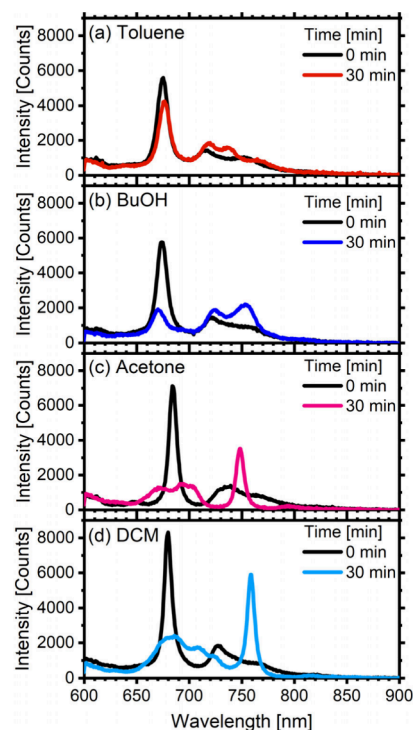 (a) Toluene
Time [min]
0 min
30 min
Intensity [Counts]
8000
6000
4000
2000
0
(b) BuOH
Time [min]
0 min
30 min
Intensity [Counts]
8000
6000
4000
2000
0
(c) Acetone
Time [min]
0 min
30 min
Intensity [Counts]
8000
6000
4000
2000
0
(d) DCM
Time [min]
0 min
30 min
Intensity [Counts]
8000
6000
4000
2000
0
600 650 700 750 800 850 900
Wavelength [nm]